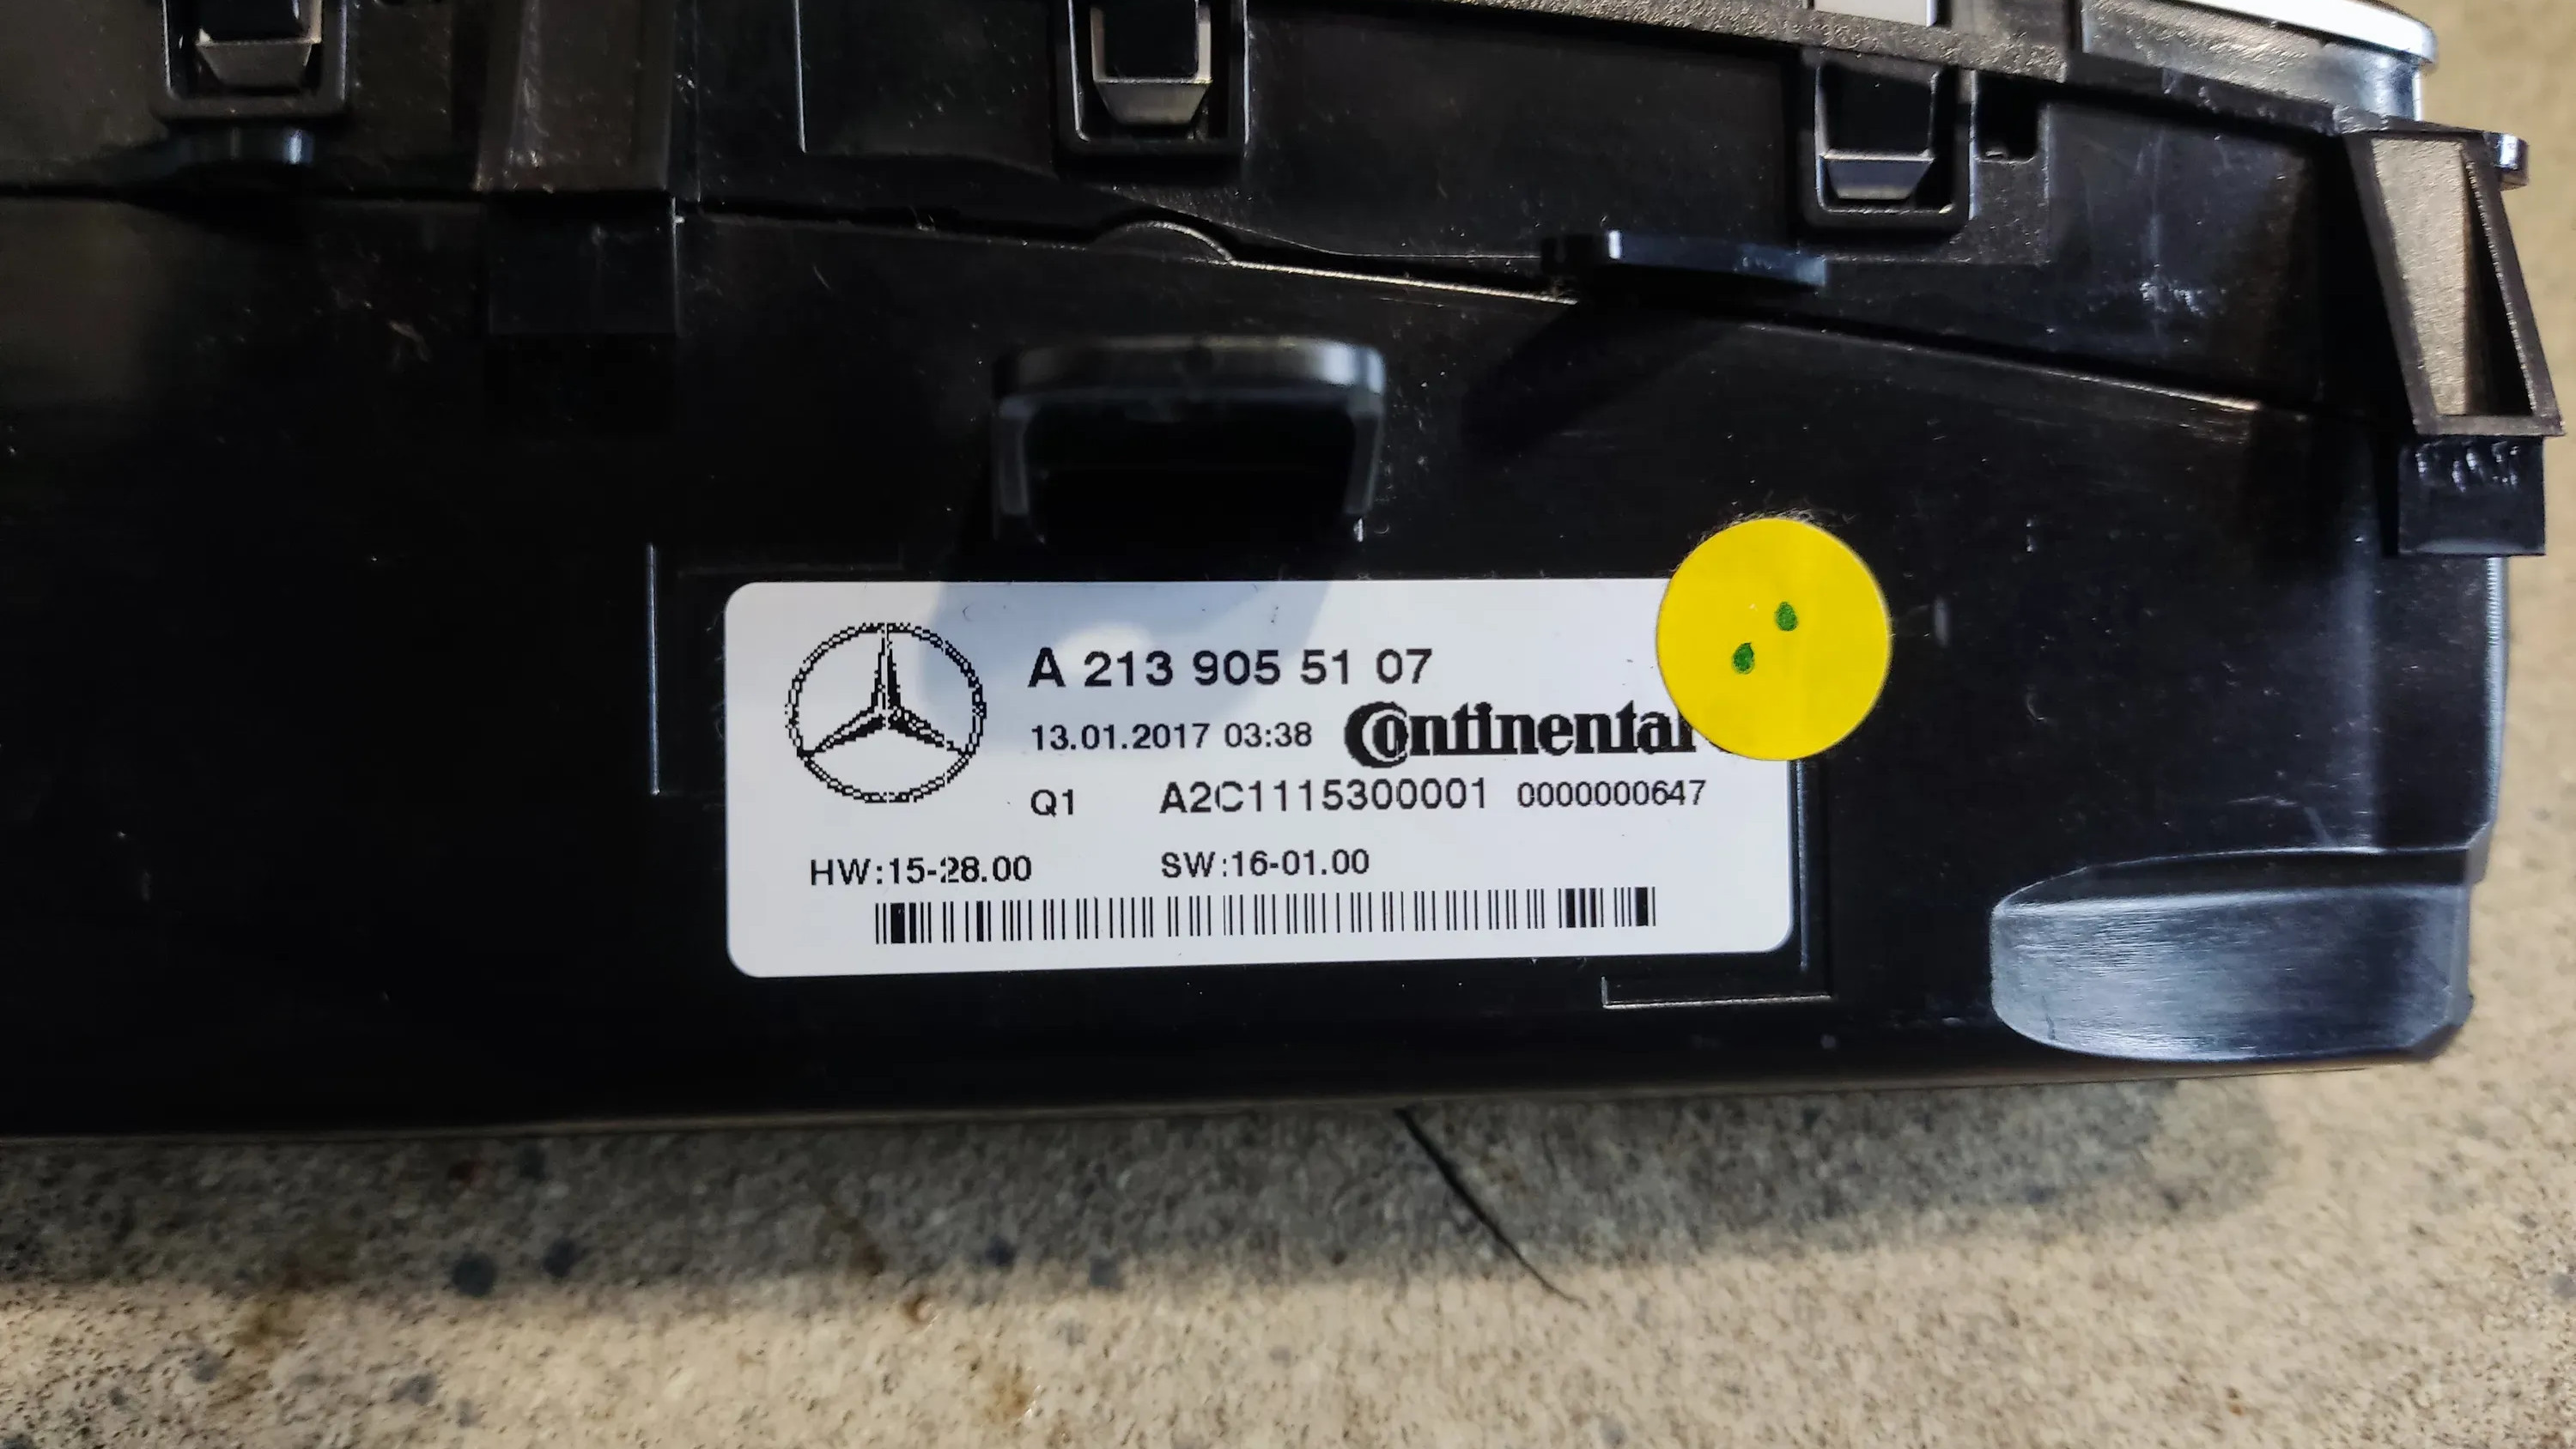 A 213 905 51 07
13.01.2017 03:38 Continental
Q1 A2C1115300001 0000000647
HW:15-28.00 SW:16-01.00